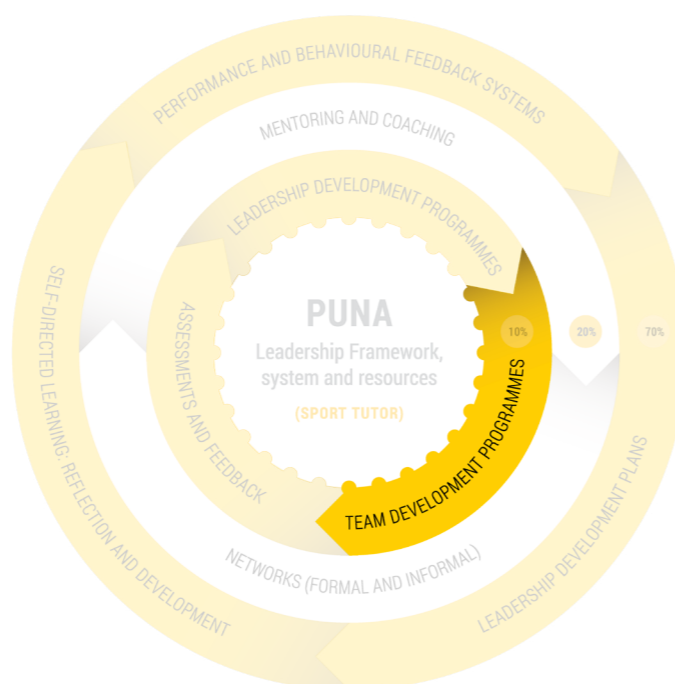 PERFORMANCE AND BEHAVIOURAL FEEDBACK SYSTEMS
MENTORING AND COACHING
LEADERSHIP DEVELOPMENT PROGRAMMES
PUNA
Leadership Framework,
system and resources
(SPORT TUTOR)
10%
20%
70%
ASSESSMENTS AND FEEDBACK
TEAM DEVELOPMENT PROGRAMMES
SELF-DIRECTED LEARNING: REFLECTION AND DEVELOPMENT
LEADERSHIP DEVELOPMENT PLANS
NETWORKS (FORMAL AND INFORMAL)